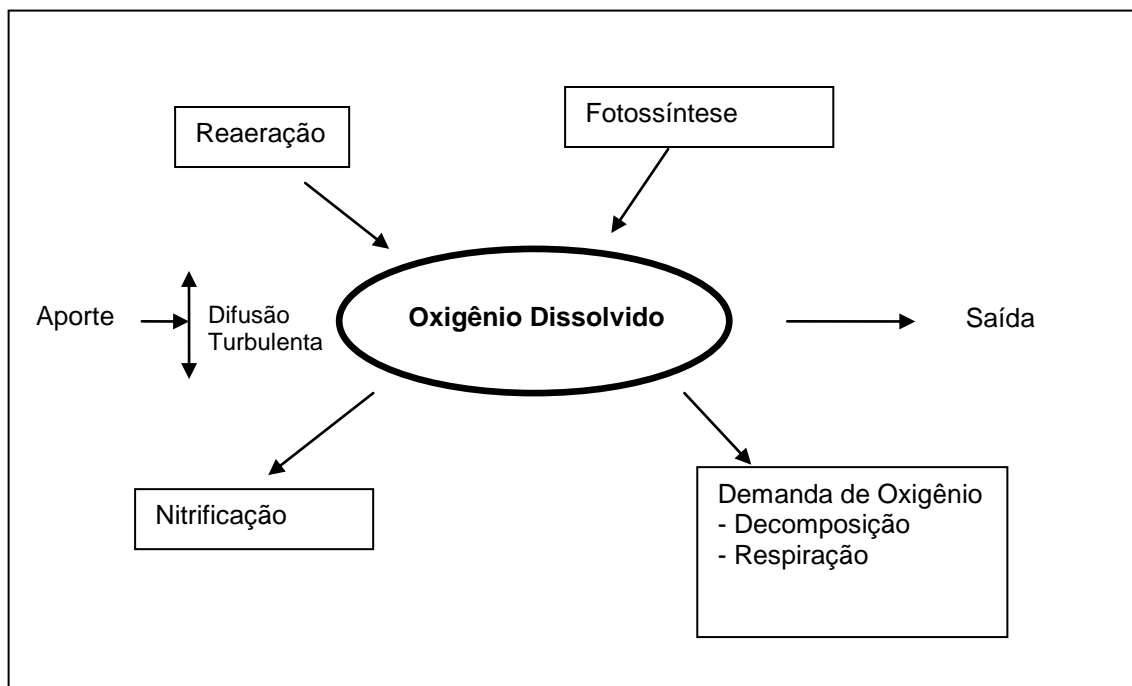 Reaeração
Fotossíntese
Aporte
Difusão
Turbulenta
Oxigênio Dissolvido
Saída
Nitrificação
Demanda de Oxigênio
- Decomposição
- Respiração